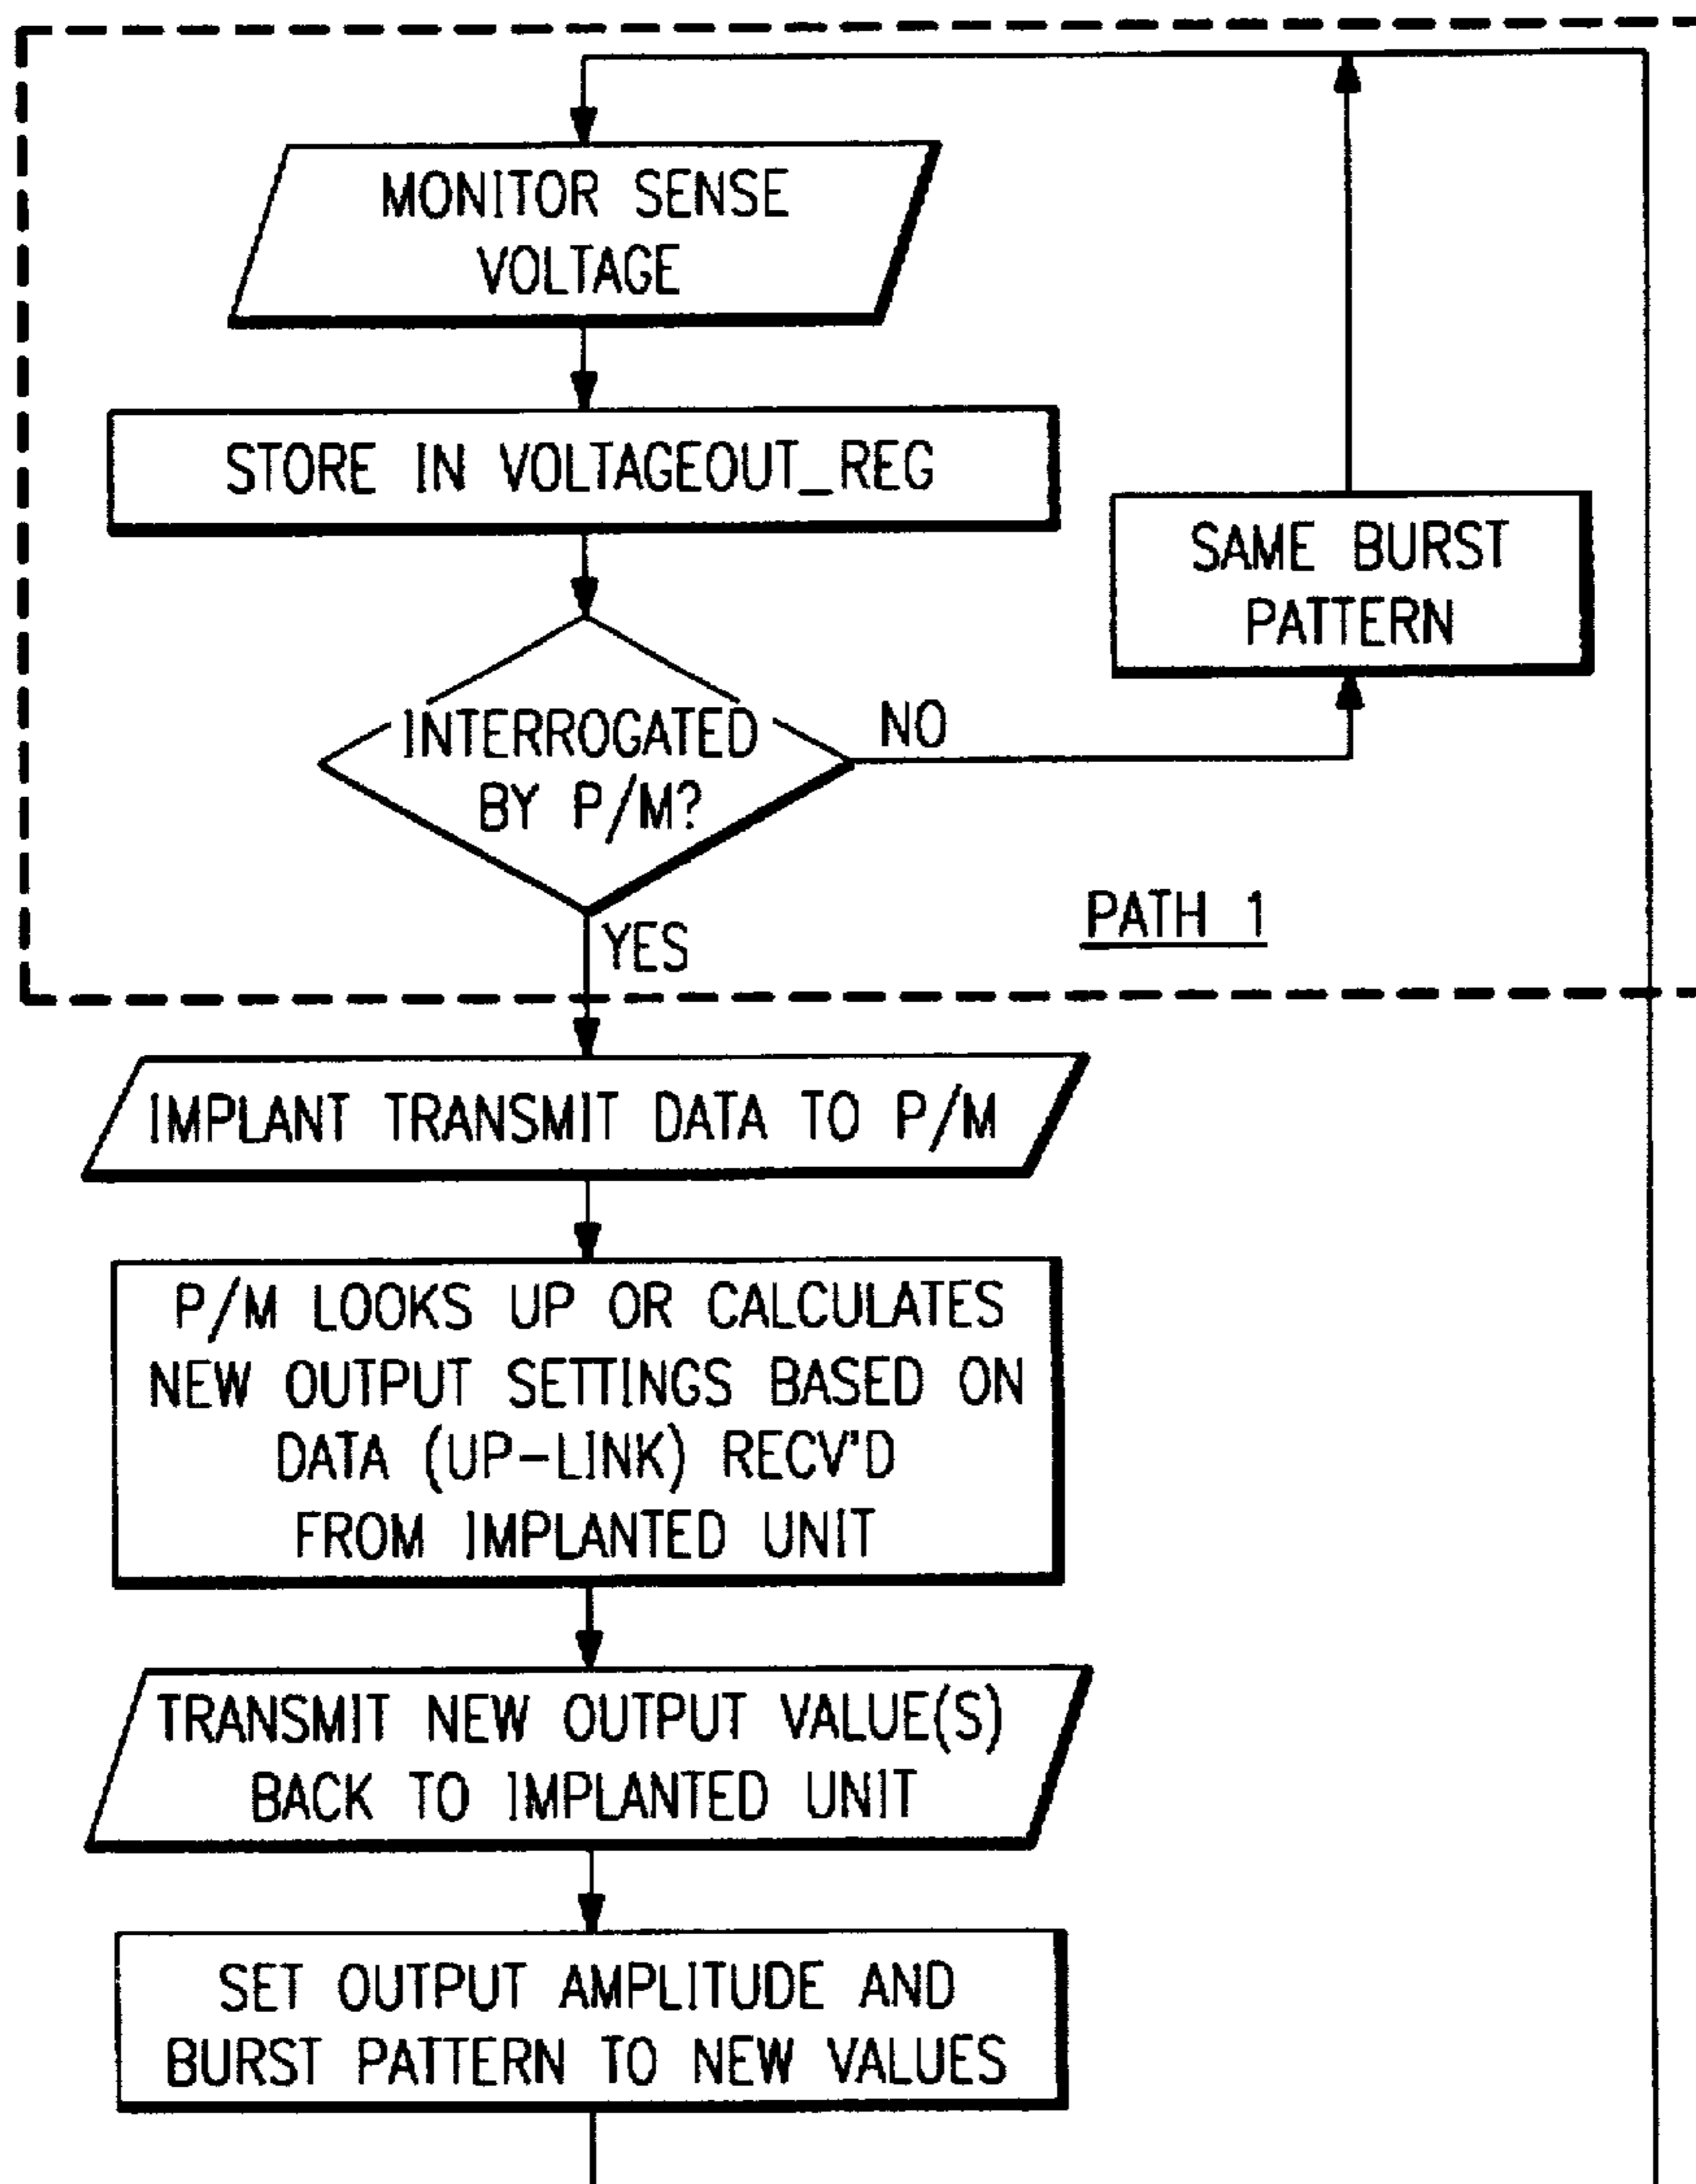 MONITOR SENSE
VOLTAGE
STORE IN VOLTAGEOUT_REG
SAME BURST
PATTERN
INTERROGATED
BY P/M?
NO
YES
PATH 1
IMPLANT TRANSMIT DATA TO P/M
P/M LOOKS UP OR CALCULATES
NEW OUTPUT SETTINGS BASED ON
DATA (UP-LINK) RECV'D
FROM IMPLANTED UNIT
TRANSMIT NEW OUTPUT VALUE(S)
BACK TO IMPLANTED UNIT
SET OUTPUT AMPLITUDE AND
BURST PATTERN TO NEW VALUES